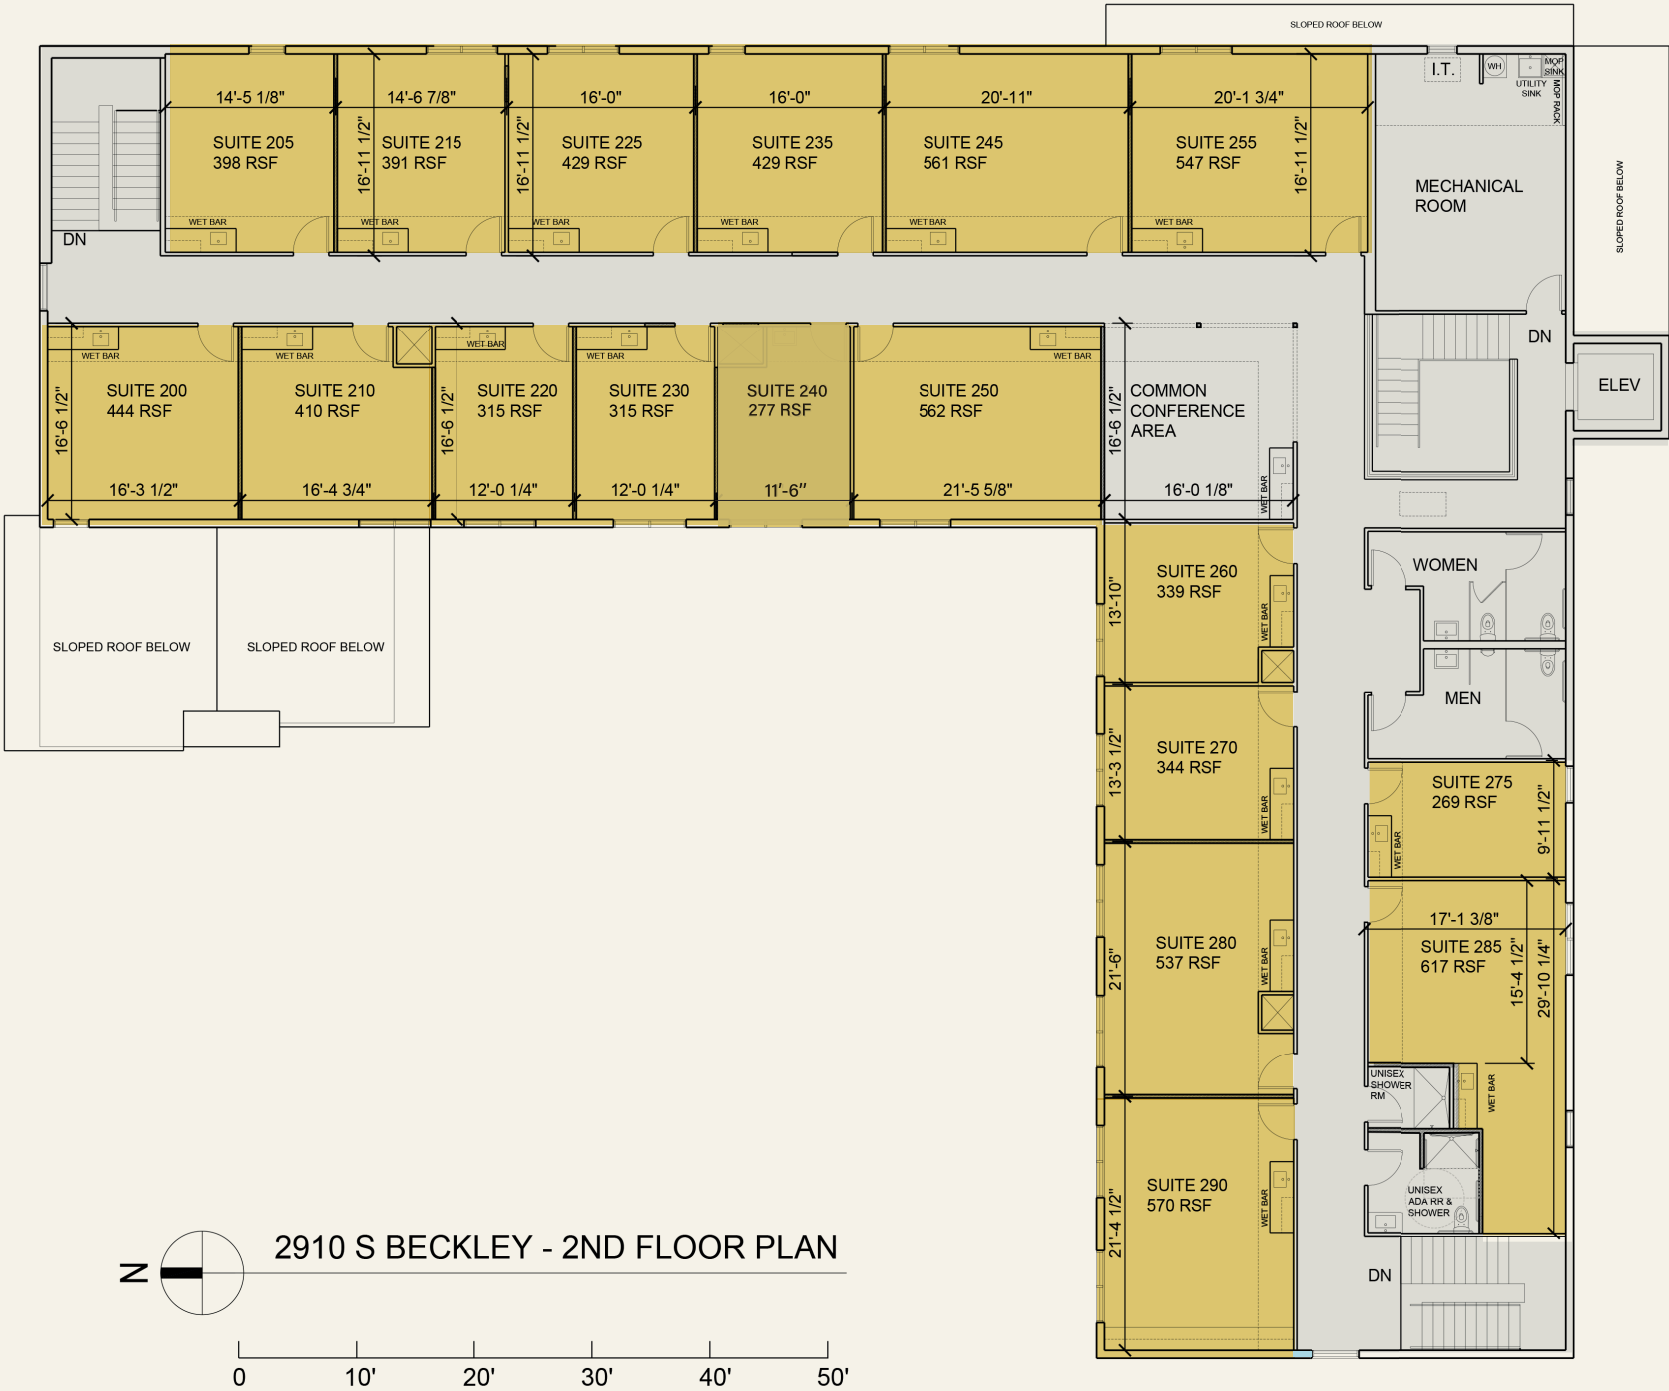 SLOPED ROOF BELOW
I.T.
WH
UTILITY
SINK
MOP
SINK
MOP RACK
SLOPED ROOF BELOW
14'-5 1/8"
14'-6 7/8"
16'-0"
16'-0"
20'-11"
20'-1 3/4"
16'-11 1/2"
16'-11 1/2"
16'-11 1/2"
SUITE 205
398 RSF
SUITE 215
391 RSF
SUITE 225
429 RSF
SUITE 235
429 RSF
SUITE 245
561 RSF
SUITE 255
547 RSF
MECHANICAL
ROOM
WET BAR
WET BAR
WET BAR
WET BAR
WET BAR
WET BAR
DN
DN
ELEV
WET BAR
WET BAR
WET BAR
WET BAR
WET BAR
SUITE 200
444 RSF
SUITE 210
410 RSF
SUITE 220
315 RSF
SUITE 230
315 RSF
SUITE 240
277 RSF
SUITE 250
562 RSF
COMMON
CONFERENCE
AREA
16'-6 1/2"
16'-6 1/2"
16'-6 1/2"
16'-3 1/2"
16'-4 3/4"
12'-0 1/4"
12'-0 1/4"
11'-6"
21'-5 5/8"
16'-0 1/8"
WET BAR
SLOPED ROOF BELOW
SLOPED ROOF BELOW
SUITE 260
339 RSF
13'-10"
WET BAR
WOMEN
MEN
SUITE 270
344 RSF
13'-3 1/2"
WET BAR
SUITE 275
269 RSF
9'-11 1/2"
WET BAR
SUITE 280
537 RSF
21'-6"
WET BAR
17'-1 3/8"
SUITE 285
617 RSF
15'-4 1/2"
29'-10 1/4"
UNISEX
SHOWER
RM
WET BAR
UNISEX
ADA RR &
SHOWER
SUITE 290
570 RSF
21'-4 1/2"
WET BAR
DN
N
2910 S BECKLEY - 2ND FLOOR PLAN
0 10' 20' 30' 40' 50'